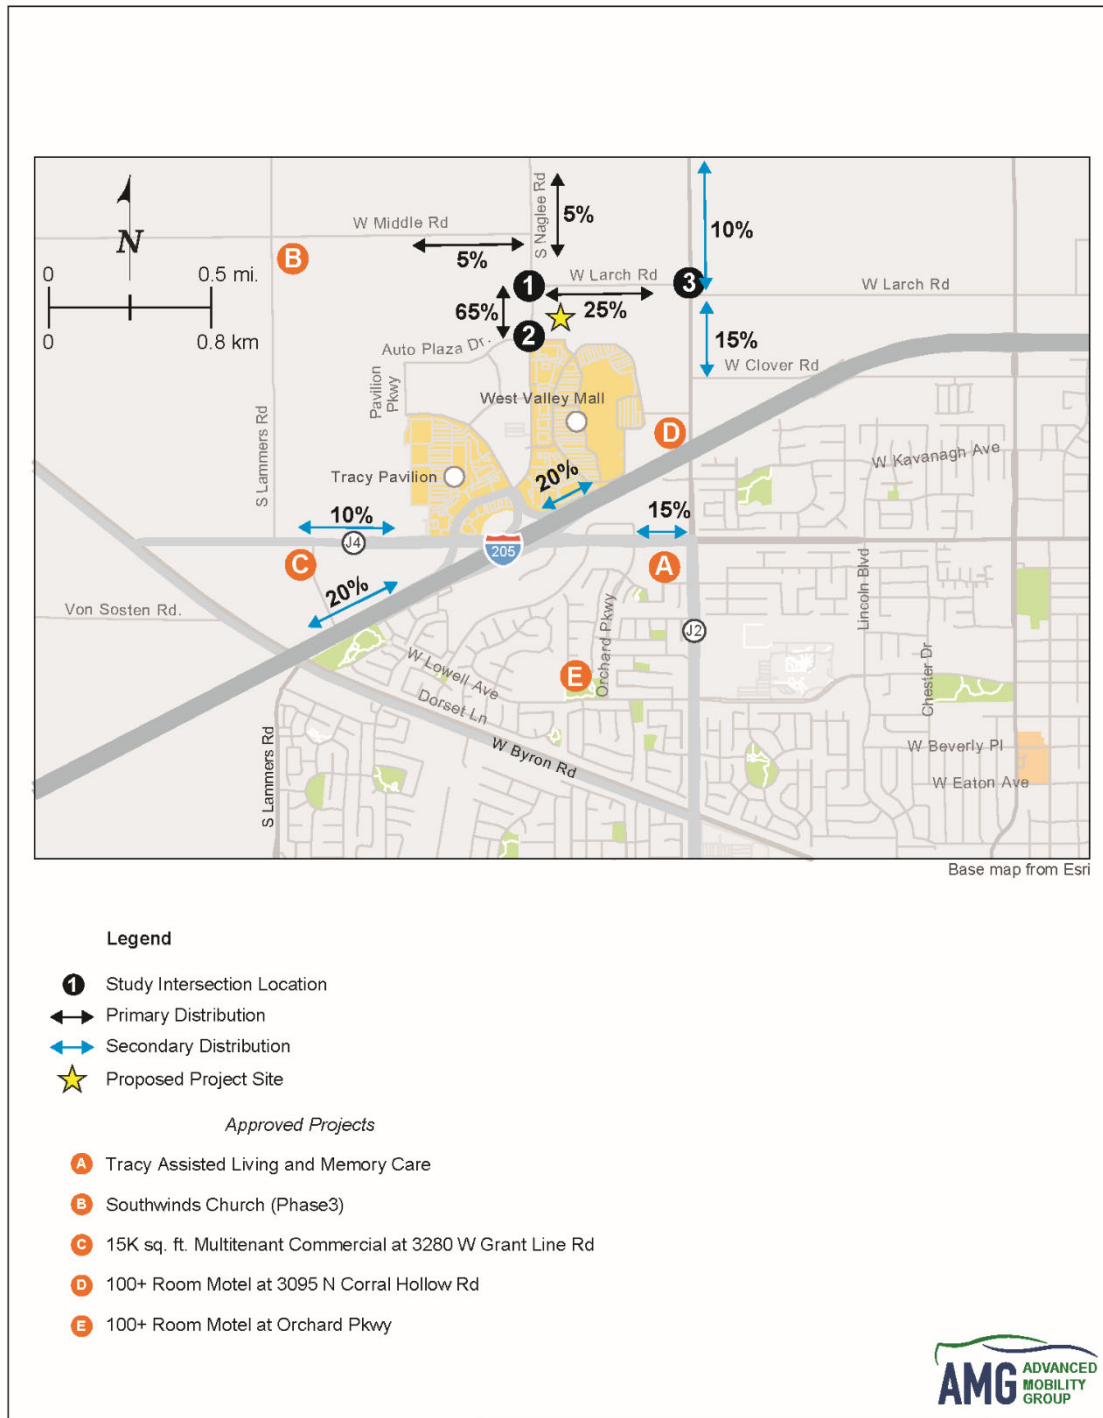 S Naglee Rd
5%
W Middle Rd
N
B
5%
10%
0
0.5 mi.
1
W Larch Rd
3
W Larch Rd
65%
25%
0
0.8 km
2
15%
Auto Plaza Dr.
W Clover Rd
Pavilion
Pkwy
West Valley Mall
S Lammers Rd
D
W Kavanagh Ave
Tracy Pavilion
20%
10%
15%
J4
205
C
A
20%
Von Sosten Rd.
Lincoln Blvd
J2
Orchard Pkwy
W Lowell Ave
E
Chester Dr
Dorset Ln
W Byron Rd
S Lammers Rd
W Beverly Pl
W Eaton Ave
Base map from Esri
Legend
1 Study Intersection Location
Primary Distribution
Secondary Distribution
Proposed Project Site
Approved Projects
A Tracy Assisted Living and Memory Care
B Southwinds Church (Phase3)
C 15K sq. ft. Multitenant Commercial at 3280 W Grant Line Rd
D 100+ Room Motel at 3095 N Corral Hollow Rd
E 100+ Room Motel at Orchard Pkwy
AMG
ADVANCED
MOBILITY
GROUP